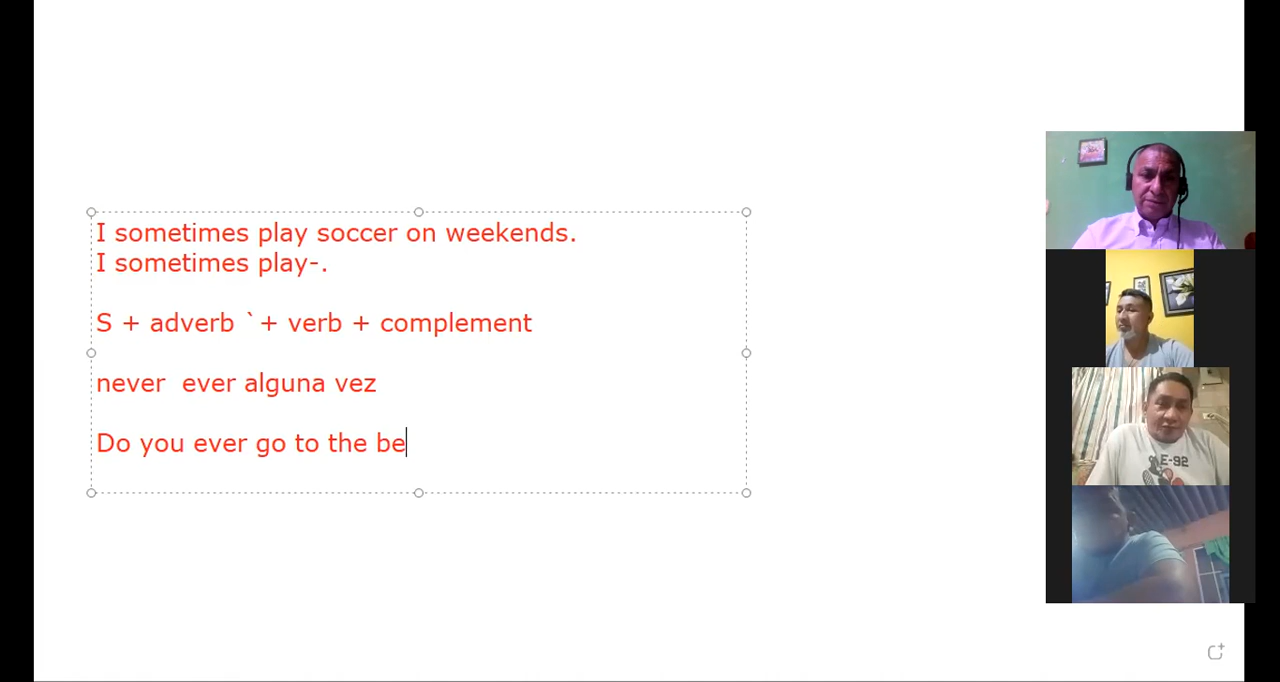 I sometimes play soccer on weekends.
I sometimes play-.
S + adverb `+ verb + complement
never  ever alguna vez
Do you ever go to the be
E-92